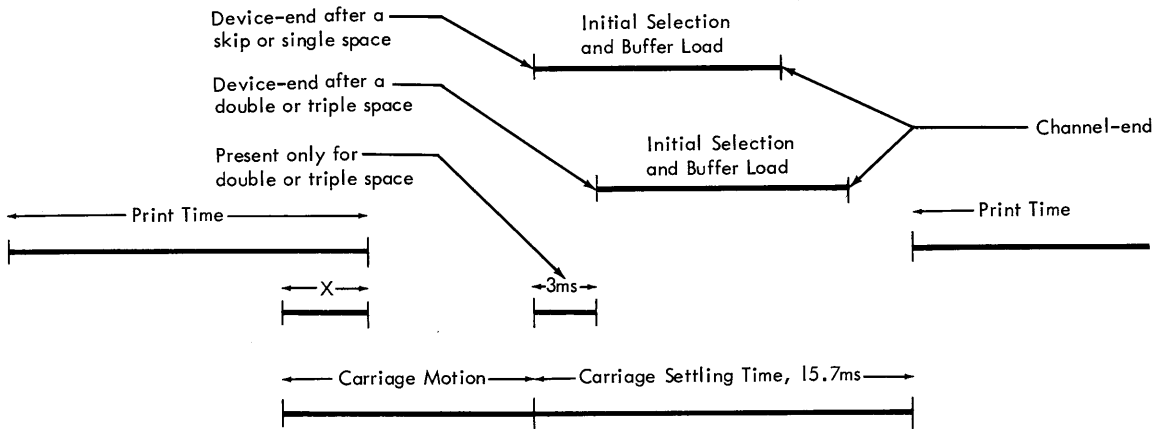 Device-end after a
skip or single space
Initial Selection
and Buffer Load
Device-end after a
double or triple space
Channel-end
Initial Selection
and Buffer Load
Present only for
double or triple space
Print Time
Print Time
X
3ms
Carriage Motion
Carriage Settling Time, 15.7ms